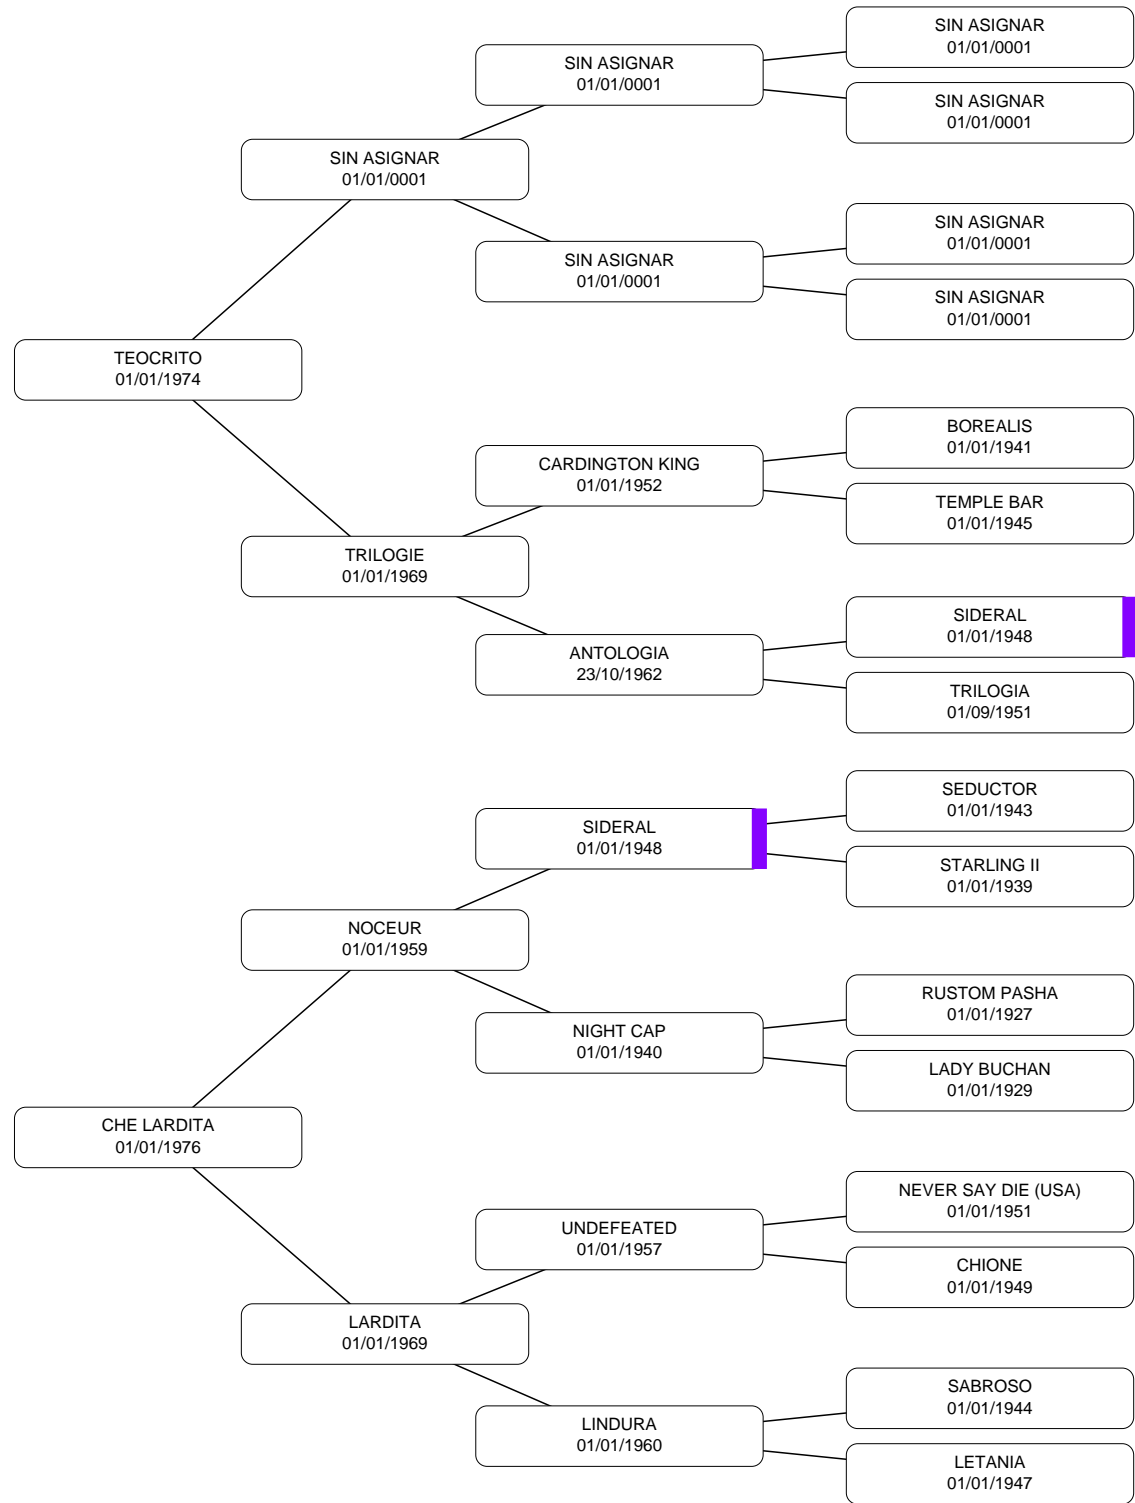 SIN ASIGNAR
01/01/0001
SIN ASIGNAR
01/01/0001
SIN ASIGNAR
01/01/0001
SIN ASIGNAR
01/01/0001
SIN ASIGNAR
01/01/0001
SIN ASIGNAR
01/01/0001
SIN ASIGNAR
01/01/0001
TEOCRITO
01/01/1974
BOREALIS
01/01/1941
CARDINGTON KING
01/01/1952
TEMPLE BAR
01/01/1945
TRILOGIE
01/01/1969
SIDERAL
01/01/1948
ANTOLOGIA
23/10/1962
TRILOGIA
01/09/1951
SEDUCTOR
01/01/1943
SIDERAL
01/01/1948
STARLING II
01/01/1939
NOCEUR
01/01/1959
RUSTOM PASHA
01/01/1927
NIGHT CAP
01/01/1940
LADY BUCHAN
01/01/1929
CHE LARDITA
01/01/1976
NEVER SAY DIE (USA)
01/01/1951
UNDEFEATED
01/01/1957
CHIONE
01/01/1949
LARDITA
01/01/1969
SABROSO
01/01/1944
LINDURA
01/01/1960
LETANIA
01/01/1947